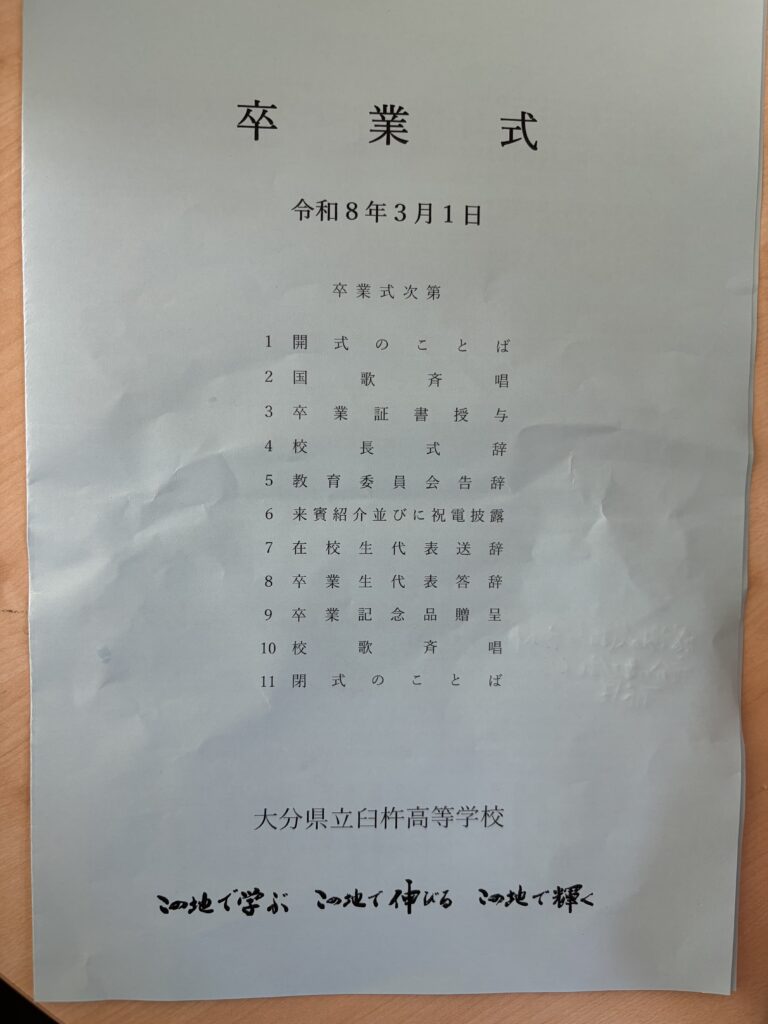 卒業式
令和8年3月1日
卒業式次第
1 開式のことば
2 国歌斉唱
3 卒業証書授与
4 校長式辞
5 教育委員会告辞
6 来賓紹介並びに祝電披露
7 在校生代表送辞
8 卒業生代表答辞
9 卒業記念品贈呈
10 校歌斉唱
11 閉式のことば
大分県立臼杵高等学校
この地で学ぶ この地で伸びる この地で輝く